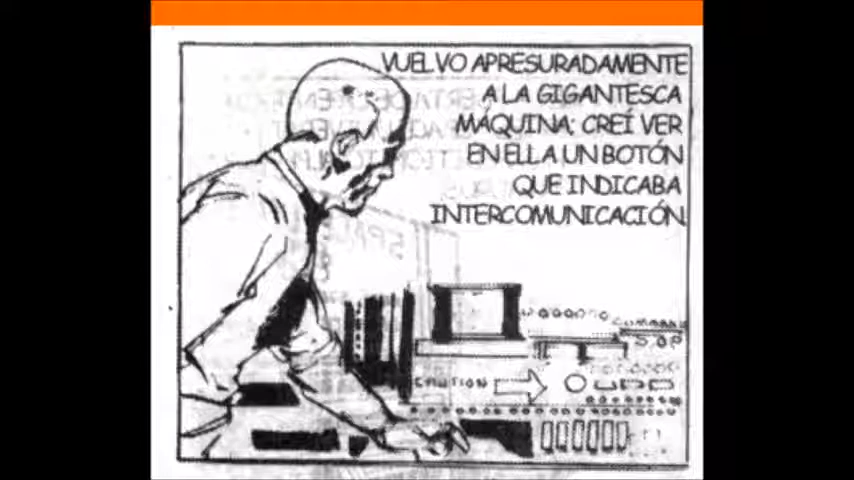 VUELVO APRESURADAMENTE
A LA GIGANTESCA
MÁQUINA; CREÍ VER
EN ELLA UN BOTÓN
QUE INDICABA
INTERCOMUNICACIÓN.
CAUTION